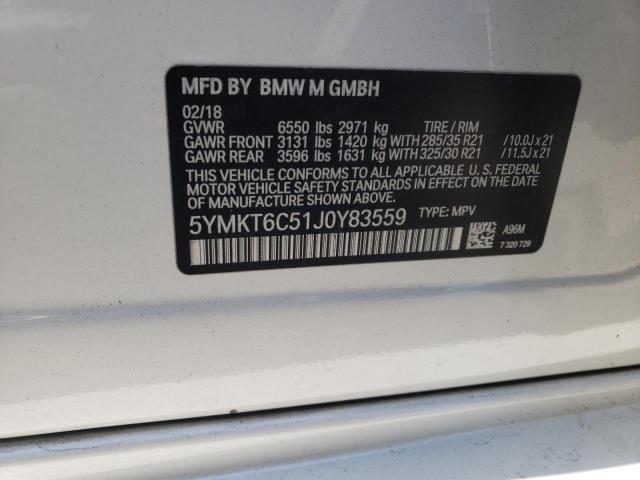 MFD BY BMW M GMBH
02/18
GVWR 6550 lbs 2971 kg TIRE / RIM
GAWR FRONT 3131 lbs 1420 kg WITH 285/35 R21 /10.0J x 21
GAWR REAR 3596 lbs 1631 kg WITH 325/30 R21 /11.5J x 21
THIS VEHICLE CONFORMS TO ALL APPLICABLE U. S. FEDERAL
MOTOR VEHICLE SAFETY STANDARDS IN EFFECT ON THE DATE
OF MANUFACTURE SHOWN ABOVE.
5YMKT6C51J0Y83559 TYPE: MPV
A96M
7 320 729